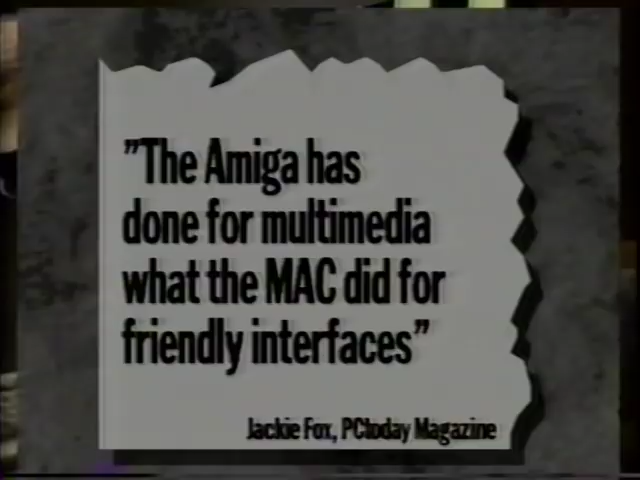 "The Amiga has
done for multimedia
what the MAC did for
friendly interfaces"
Jackie Fox, PCtoday Magazine